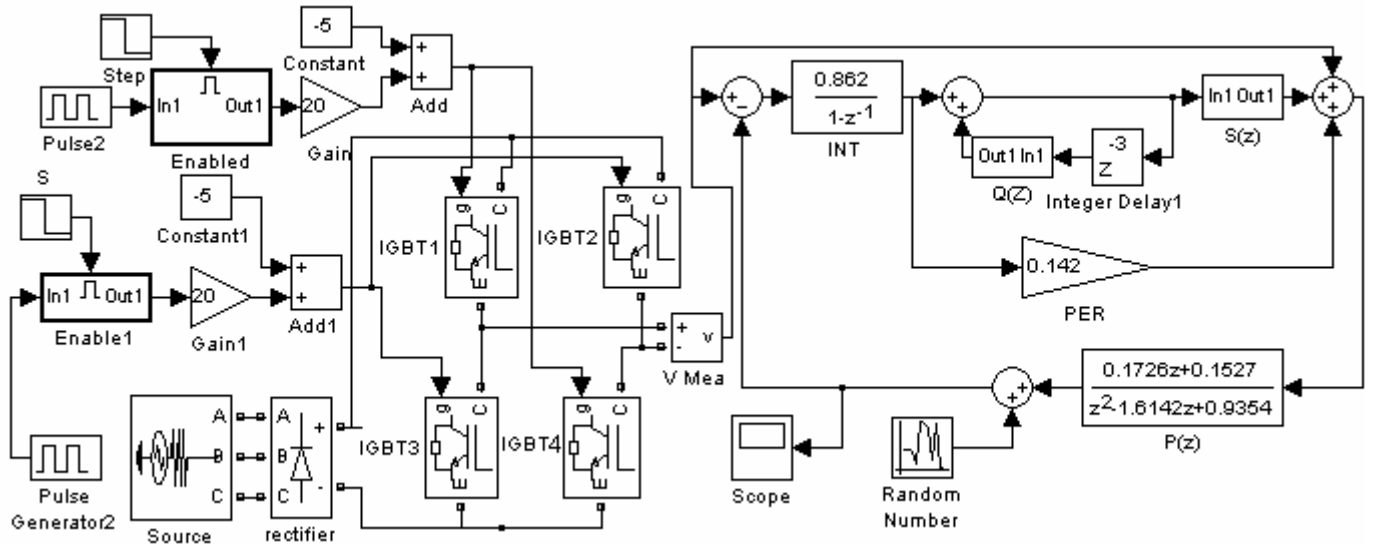 Step
Pulse2
In1 Out1
Enabled
20
Gain
-5
Constant
+
+
Add
S
-5
Constant1
In1 Out1
Enable1
20
Gain1
+
+
Add1
Pulse
Generator2
A
B
C
Source
A
B
C
+
-
rectifier
g C
E
IGBT1
g C
E
IGBT2
g C
E
IGBT3
g C
E
IGBT4
+
-
v
V Mea
+
−
0.862
1-z-1
INT
+
+
Out1 In1
Q(Z)
-3
Z
Integer Delay1
In1 Out1
S(z)
+
+
+
0.142
PER
0.1726z+0.1527
z2-1.6142z+0.9354
P(z)
+
+
Scope
Random
Number